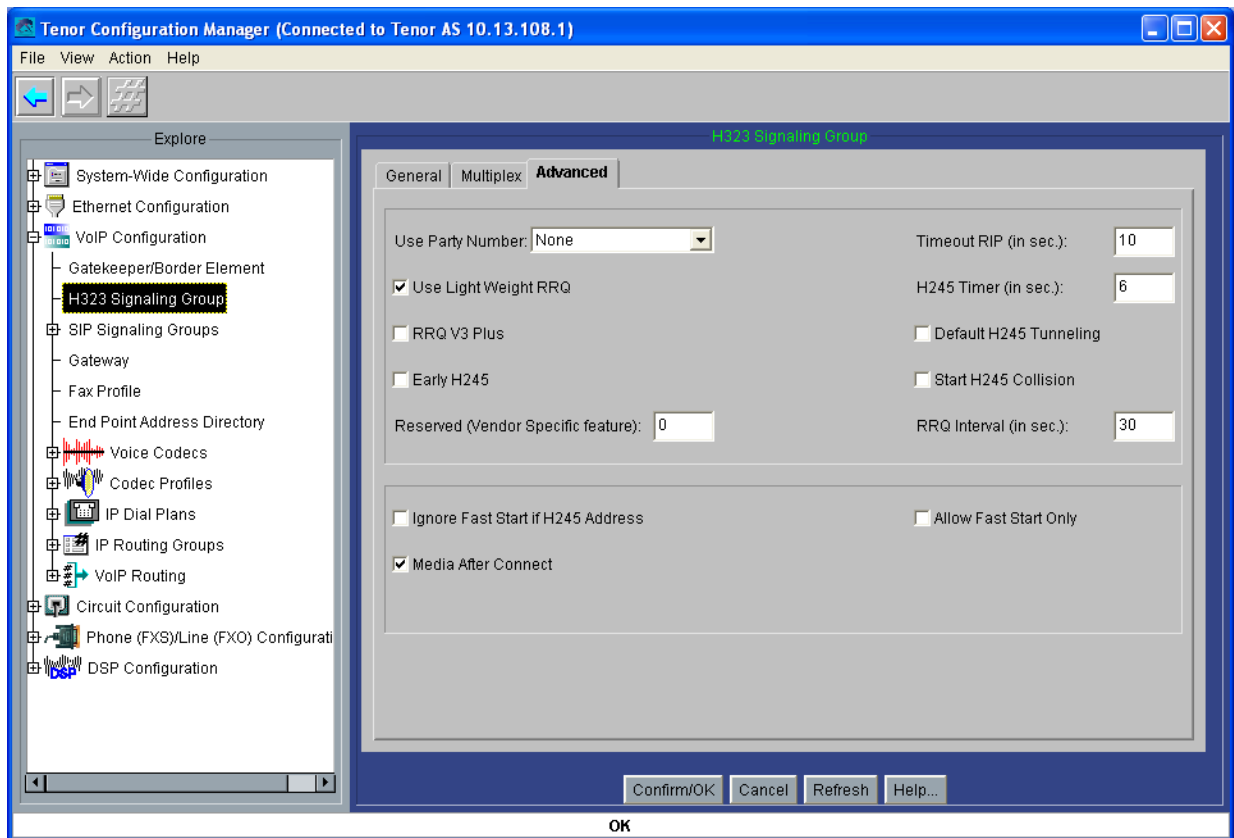 Tenor Configuration Manager (Connected to Tenor AS 10.13.108.1)
File View Action Help
Explore
System-Wide Configuration
Ethernet Configuration
VoIP Configuration
Gatekeeper/Border Element
H323 Signaling Group
SIP Signaling Groups
Gateway
Fax Profile
End Point Address Directory
Voice Codecs
Codec Profiles
IP Dial Plans
IP Routing Groups
VoIP Routing
Circuit Configuration
Phone (FXS)/Line (FXO) Configurati
DSP DSP Configuration
H323 Signaling Group
General Multiplex Advanced
Use Party Number: None Timeout RIP (in sec.): 10
Use Light Weight RRQ H245 Timer (in sec.): 6
RRQ V3 Plus Default H245 Tunneling
Early H245 Start H245 Collision
Reserved (Vendor Specific feature): 0 RRQ Interval (in sec.): 30
Ignore Fast Start if H245 Address Allow Fast Start Only
Media After Connect
Confirm/OK Cancel Refresh Help...
OK